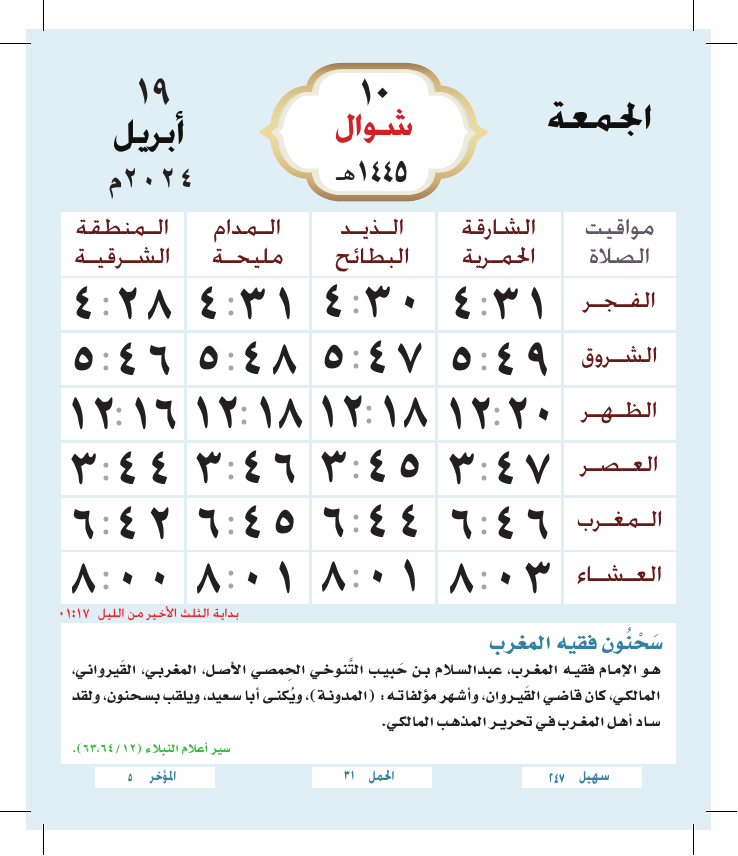 الجمعة
١٠
شوال
١٤٤٥هـ
١٩
أبريل
٢٠٢٤م
مواقيت الشارقة الذيد المدام المنطقة
الصلاة الحمرية البطائح مليحة الشرقية
الفجر ٤:٣١ ٤:٣٠ ٤:٣١ ٤:٢٨
الشروق ٥:٤٩ ٥:٤٧ ٥:٤٨ ٥:٤٦
الظهر ١٢:٢٠ ١٢:١٨ ١٢:١٨ ١٢:١٦
العصر ٣:٤٧ ٣:٤٥ ٣:٤٦ ٣:٤٤
المغرب ٦:٤٦ ٦:٤٤ ٦:٤٥ ٦:٤٢
العشاء ٨:٠٣ ٨:٠١ ٨:٠١ ٨:٠٠
بداية الثلث الأخير من الليل ٠١:١٧
سَحْنُون فقيه المغرب
هو الإمام فقيه المغرب، عبدالسلام بن حَبيب التَّنوخي الحِمصي الأصل، المغربي، القَيرواني،
المالكي، كان قاضي القَيروان، وأشهر مؤلفاته: (المدونة)، ويُكنى أبا سعيد، ويلقب بسحنون، ولقد
ساد أهل المغرب في تحرير المذهب المالكي.
سير أعلام النبلاء (٦٣،٦٤/١٢).
سهيل ٢٤٧ الحمل ٣١ المؤخر ٥